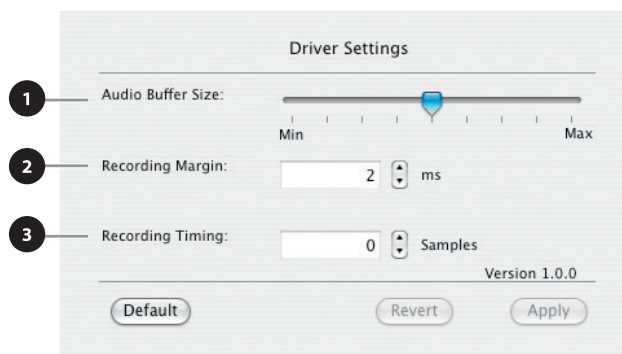 Driver Settings
1 Audio Buffer Size:
Min Max
2 Recording Margin: 2 ms
3 Recording Timing: 0 Samples
Version 1.0.0
Default Revert Apply